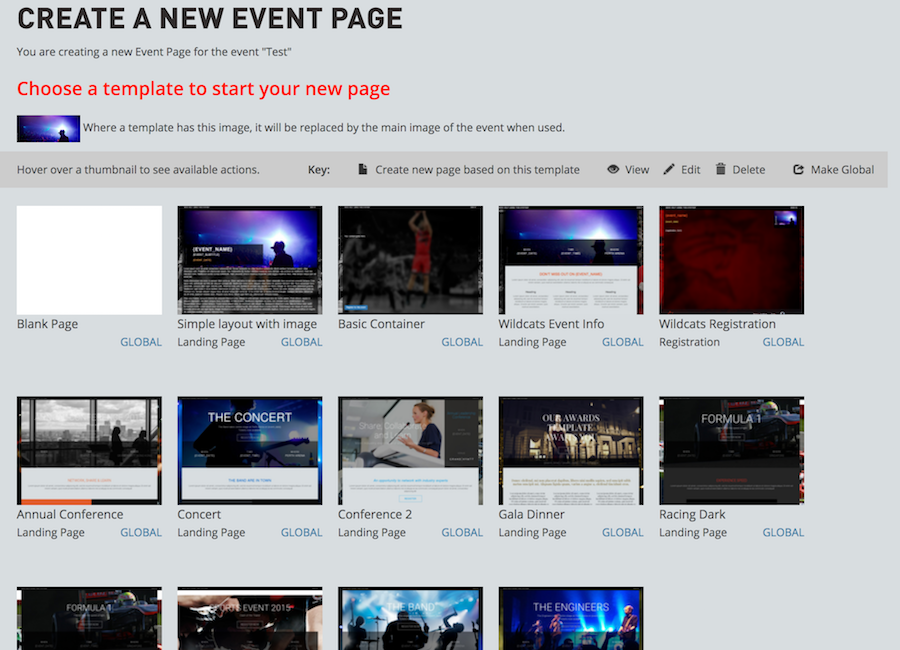 CREATE A NEW EVENT PAGE
You are creating a new Event Page for the event "Test"
Choose a template to start your new page
Where a template has this image, it will be replaced by the main image of the event when used.
Hover over a thumbnail to see available actions. Key: Create new page based on this template View Edit Delete Make Global
{EVENT_NAME}
Blank Page
GLOBAL
Simple layout with image
Landing Page GLOBAL
Basic Container
GLOBAL
Wildcats Event Info
Landing Page GLOBAL
Wildcats Registration
Registration GLOBAL
THE CONCERT
THE BAND ARE IN TOWN
OUR AWARDS
TEMPLATE
FORMULA 1
Annual Conference
Landing Page GLOBAL
Concert
Landing Page GLOBAL
Conference 2
Landing Page GLOBAL
Gala Dinner
Landing Page GLOBAL
Racing Dark
Landing Page GLOBAL
FORMULA 1
SPORTS EVENT 2015
THE BAND
THE ENGINEERS